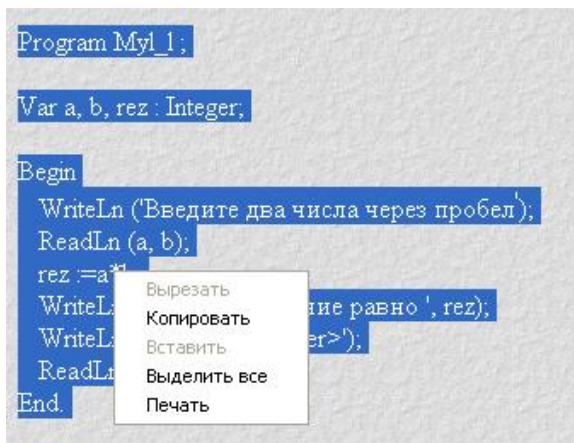 Program Myl_1;
Var a, b, rez : Integer;
Begin
WriteLn ('Введите два числа через пробел');
ReadLn (a, b);
rez :=a*
WriteL ние равно ', rez);
WriteL er>');
ReadLn
End.
Вырезать
Копировать
Вставить
Выделить все
Печать